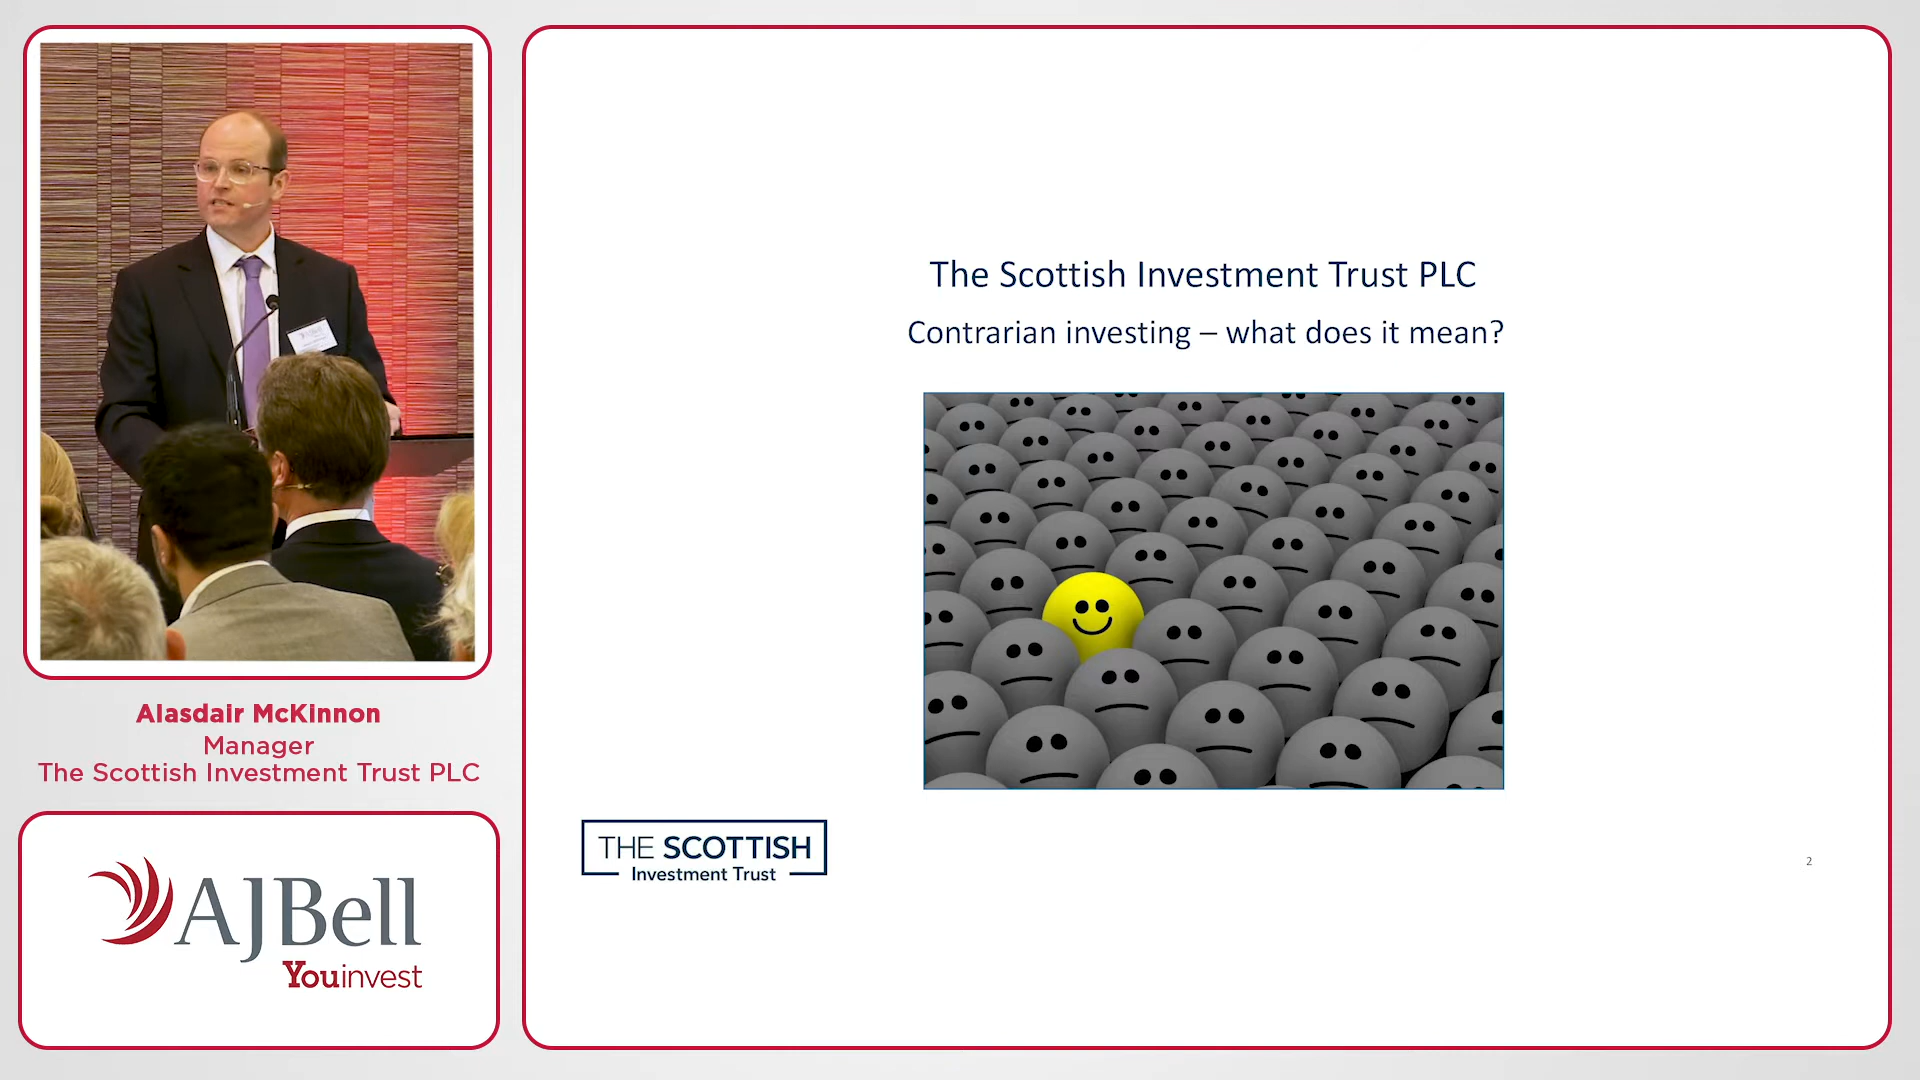 Alasdair McKinnon
Manager
The Scottish Investment Trust PLC
AJBell
Youinvest
The Scottish Investment Trust PLC
Contrarian investing – what does it mean?
THE SCOTTISH
Investment Trust
2